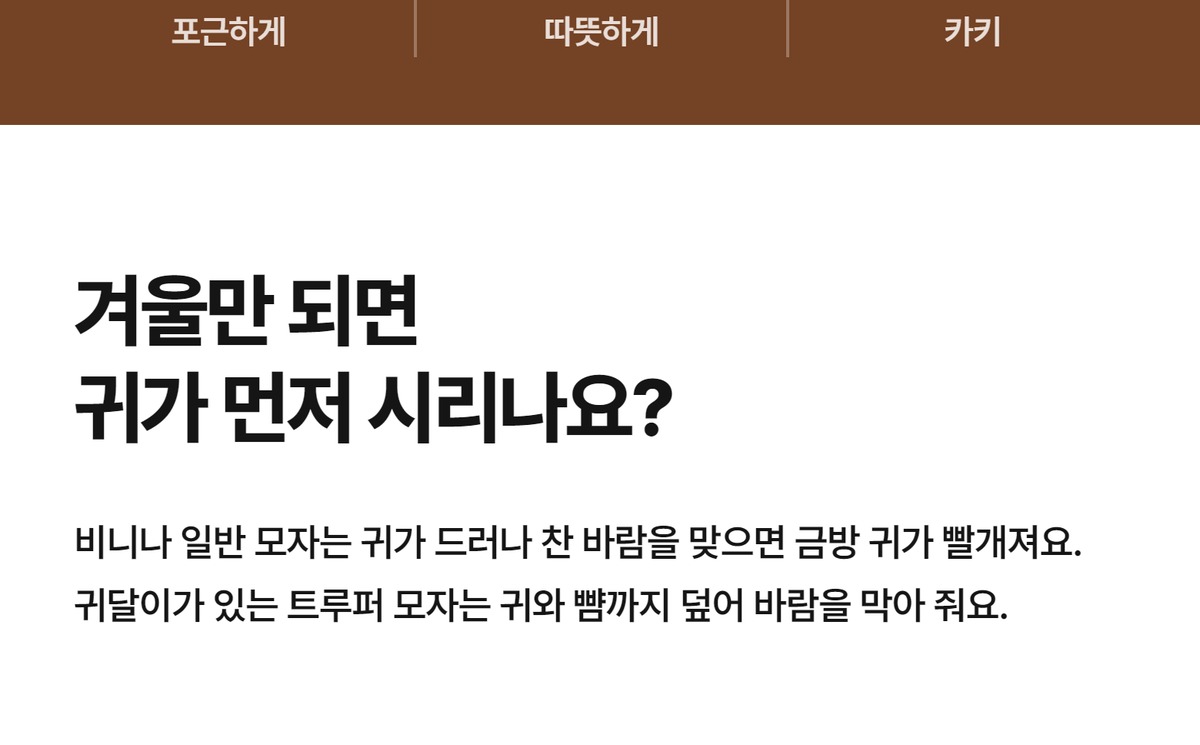 포근하게 따뜻하게 카키
겨울만 되면
귀가 먼저 시리나요?
비니나 일반 모자는 귀가 드러나 찬 바람을 맞으면 금방 귀가 빨개져요.
귀달이가 있는 트루퍼 모자는 귀와 뺨까지 덮어 바람을 막아 줘요.